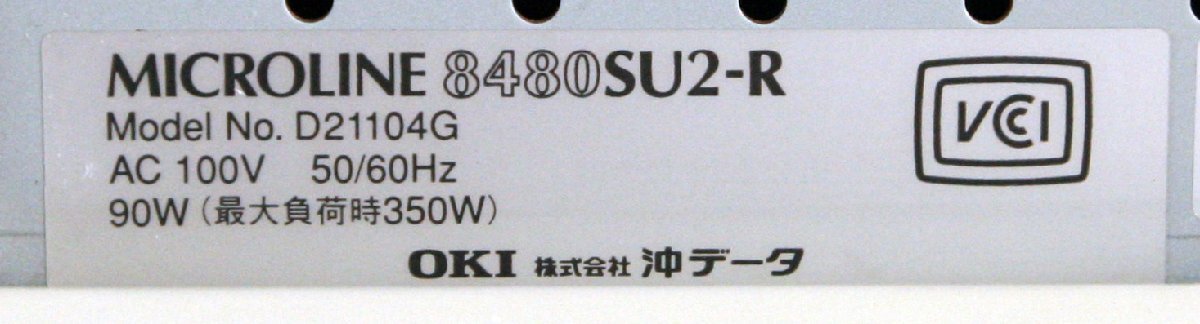 MICROLINE 8480SU2-R
VCCI
Model No. D21104G
AC 100V 50/60Hz
90W (最大負荷時350W)
OKI 株式会社 沖データ